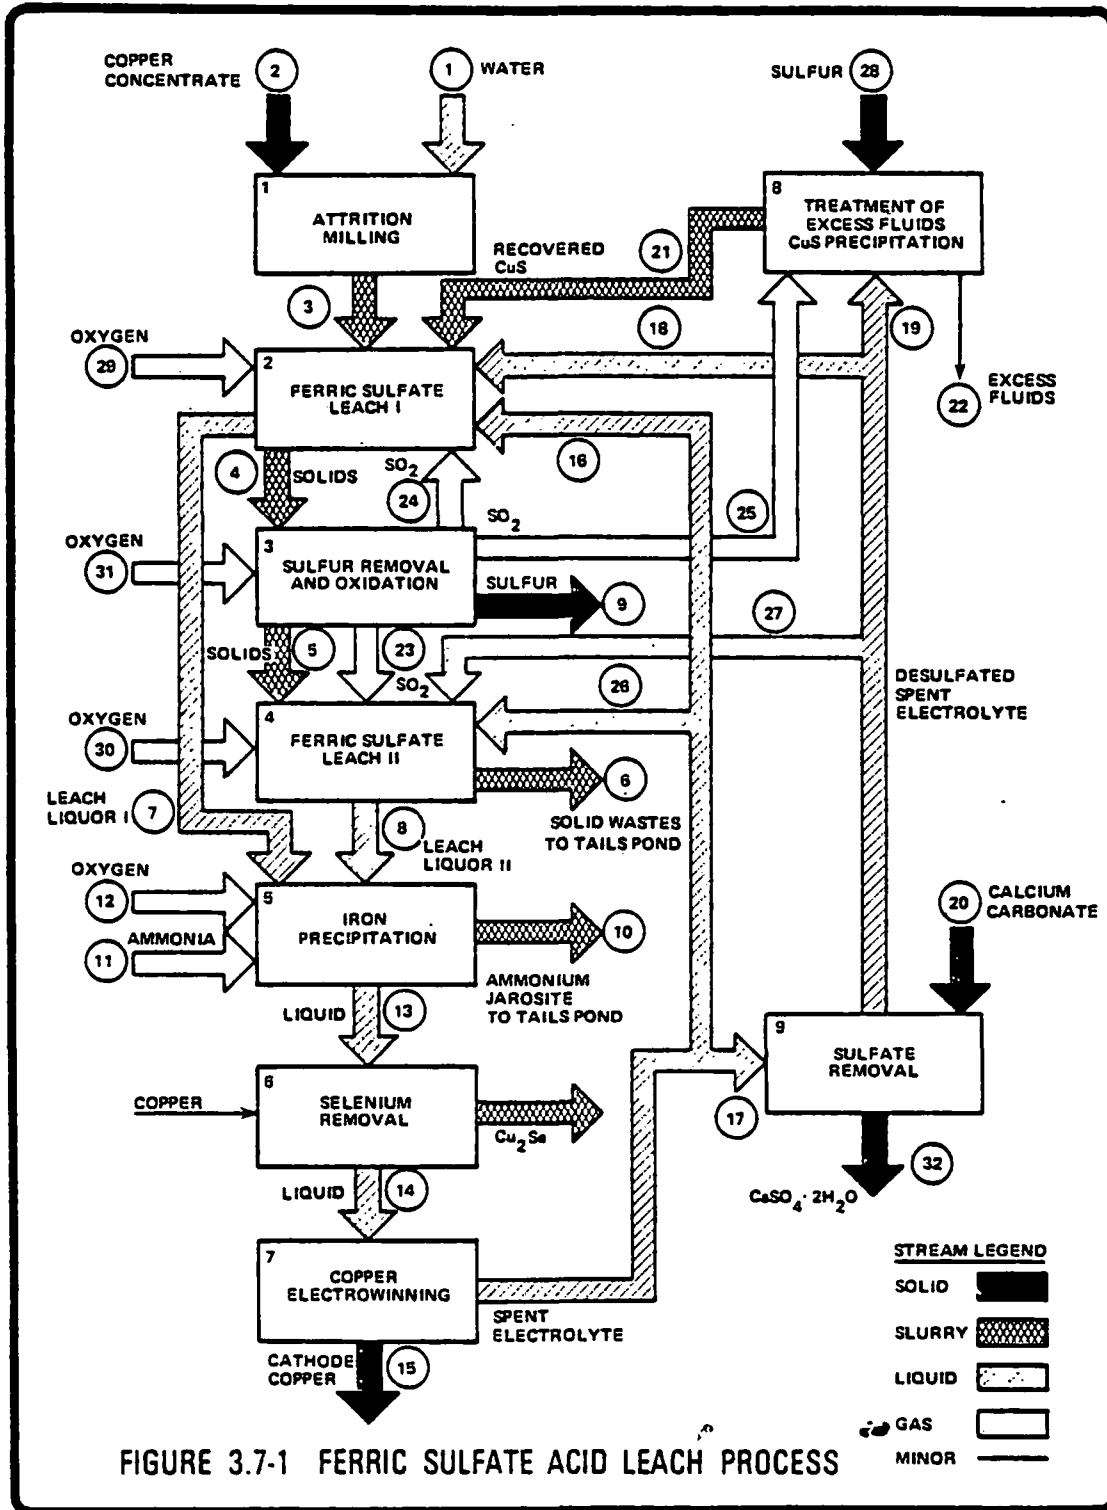 COPPER
CONCENTRATE
2
1
WATER
SULFUR
28
1
ATTRITION
MILLING
8
TREATMENT OF
EXCESS FLUIDS
CuS PRECIPITATION
RECOVERED
CuS
21
3
18
19
OXYGEN
29
2
FERRIC SULFATE
LEACH I
EXCESS
FLUIDS
22
16
4
SOLIDS
SO2
24
SO2
25
OXYGEN
31
3
SULFUR REMOVAL
AND OXIDATION
SULFUR
9
27
SOLIDS
5
23
SO2
26
DESULFATED
SPENT
ELECTROLYTE
OXYGEN
30
4
FERRIC SULFATE
LEACH II
6
SOLID WASTES
TO TAILS POND
LEACH
LIQUOR I
7
8
LEACH
LIQUOR II
OXYGEN
12
AMMONIA
11
5
IRON
PRECIPITATION
10
AMMONIUM
JAROSITE
TO TAILS POND
20
CALCIUM
CARBONATE
LIQUID
13
9
SULFATE
REMOVAL
COPPER
6
SELENIUM
REMOVAL
Cu2Se
17
32
CaSO4 · 2H2O
LIQUID
14
7
COPPER
ELECTROWINNING
SPENT
ELECTROLYTE
CATHODE
COPPER
15
STREAM LEGEND
SOLID
SLURRY
LIQUID
GAS
MINOR
FIGURE 3.7-1 FERRIC SULFATE ACID LEACH PROCESS